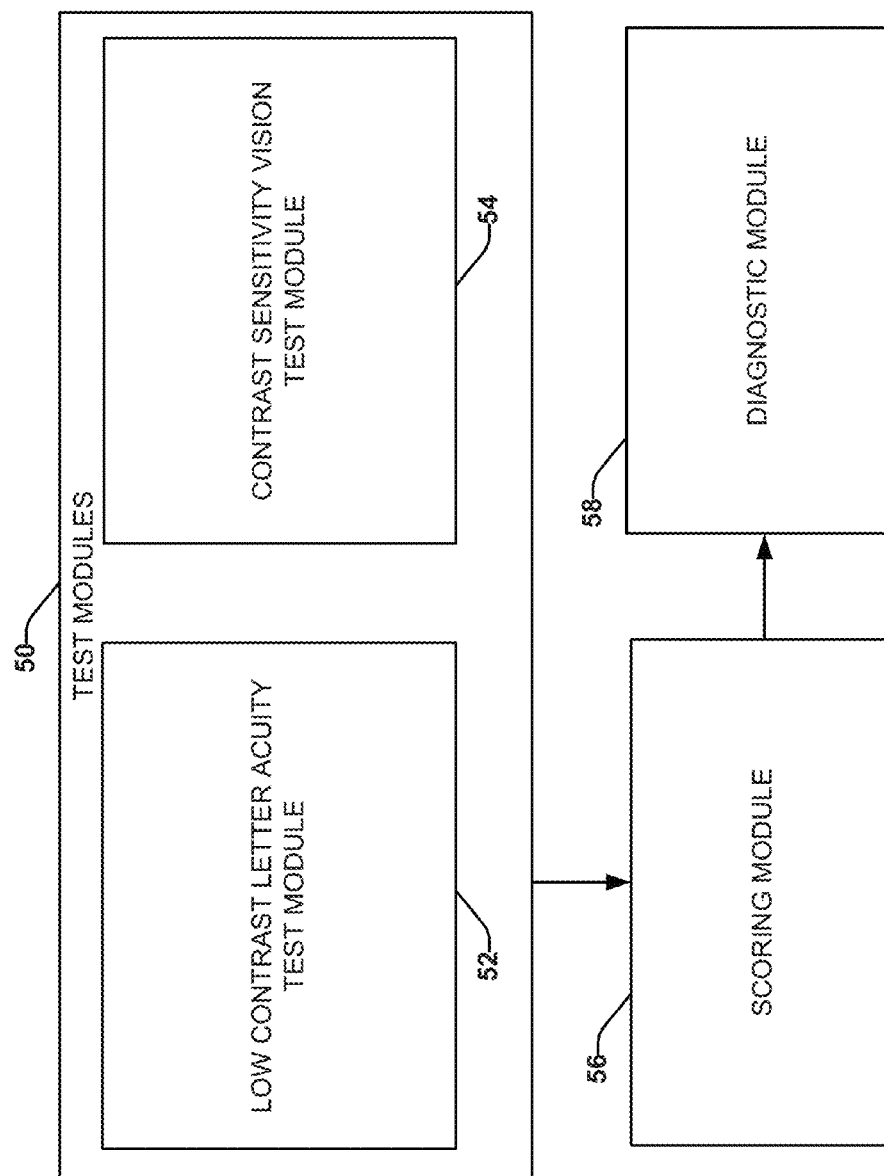 50
TEST MODULES
LOW CONTRAST LETTER ACUITY
TEST MODULE
52
CONTRAST SENSITIVITY VISION
TEST MODULE
54
56
SCORING MODULE
58
DIAGNOSTIC MODULE